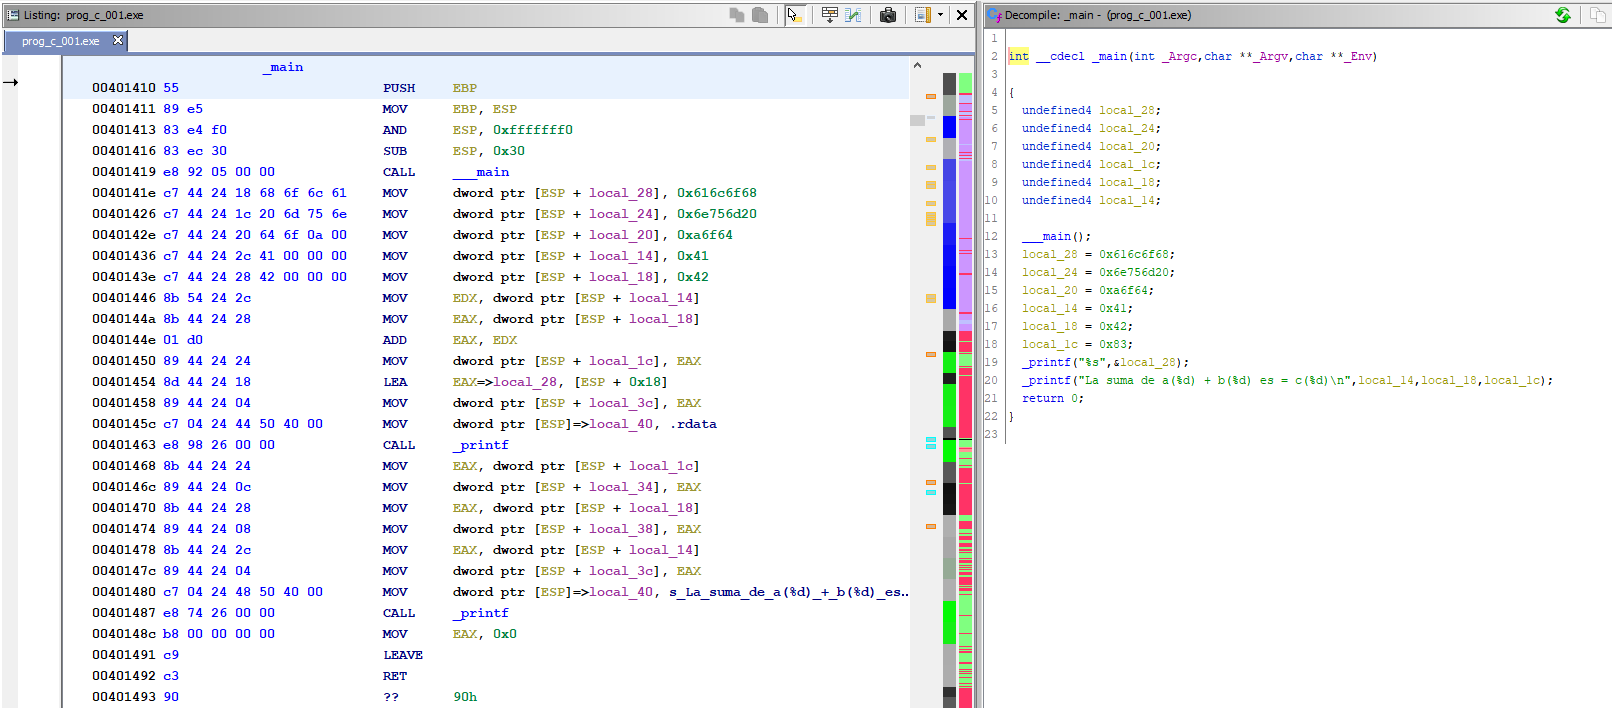 Listing: prog_c_001.exe
prog_c_001.exe
_main
00401410 55 PUSH EBP
00401411 89 e5 MOV EBP, ESP
00401413 83 e4 f0 AND ESP, 0xfffffff0
00401416 83 ec 30 SUB ESP, 0x30
00401419 e8 92 05 00 00 CALL ___main
0040141e c7 44 24 18 68 6f 6c 61 MOV dword ptr [ESP + local_28], 0x616c6f68
00401426 c7 44 24 1c 20 6d 75 6e MOV dword ptr [ESP + local_24], 0x6e756d20
0040142e c7 44 24 20 64 6f 0a 00 MOV dword ptr [ESP + local_20], 0xa6f64
00401436 c7 44 24 2c 41 00 00 00 MOV dword ptr [ESP + local_14], 0x41
0040143e c7 44 24 28 42 00 00 00 MOV dword ptr [ESP + local_18], 0x42
00401446 8b 54 24 2c MOV EDX, dword ptr [ESP + local_14]
0040144a 8b 44 24 28 MOV EAX, dword ptr [ESP + local_18]
0040144e 01 d0 ADD EAX, EDX
00401450 89 44 24 24 MOV dword ptr [ESP + local_1c], EAX
00401454 8d 44 24 18 LEA EAX=>local_28, [ESP + 0x18]
00401458 89 44 24 04 MOV dword ptr [ESP + local_3c], EAX
0040145c c7 04 24 44 50 40 00 MOV dword ptr [ESP]=>local_40, .rdata
00401463 e8 98 26 00 00 CALL _printf
00401468 8b 44 24 24 MOV EAX, dword ptr [ESP + local_1c]
0040146c 89 44 24 0c MOV dword ptr [ESP + local_34], EAX
00401470 8b 44 24 28 MOV EAX, dword ptr [ESP + local_18]
00401474 89 44 24 08 MOV dword ptr [ESP + local_38], EAX
00401478 8b 44 24 2c MOV EAX, dword ptr [ESP + local_14]
0040147c 89 44 24 04 MOV dword ptr [ESP + local_3c], EAX
00401480 c7 04 24 48 50 40 00 MOV dword ptr [ESP]=>local_40, s_La_suma_de_a(%d)_+_b(%d)_es..
00401487 e8 74 26 00 00 CALL _printf
0040148c b8 00 00 00 00 MOV EAX, 0x0
00401491 c9 LEAVE
00401492 c3 RET
00401493 90 ?? 90h
Decompile: _main - (prog_c_001.exe)
1
2 int __cdecl _main(int _Argc,char **_Argv,char **_Env)
3
4 {
5 undefined4 local_28;
6 undefined4 local_24;
7 undefined4 local_20;
8 undefined4 local_1c;
9 undefined4 local_18;
10 undefined4 local_14;
11
12 ___main();
13 local_28 = 0x616c6f68;
14 local_24 = 0x6e756d20;
15 local_20 = 0xa6f64;
16 local_14 = 0x41;
17 local_18 = 0x42;
18 local_1c = 0x83;
19 _printf("%s",&local_28);
20 _printf("La suma de a(%d) + b(%d) es = c(%d)\n",local_14,local_18,local_1c);
21 return 0;
22 }
23